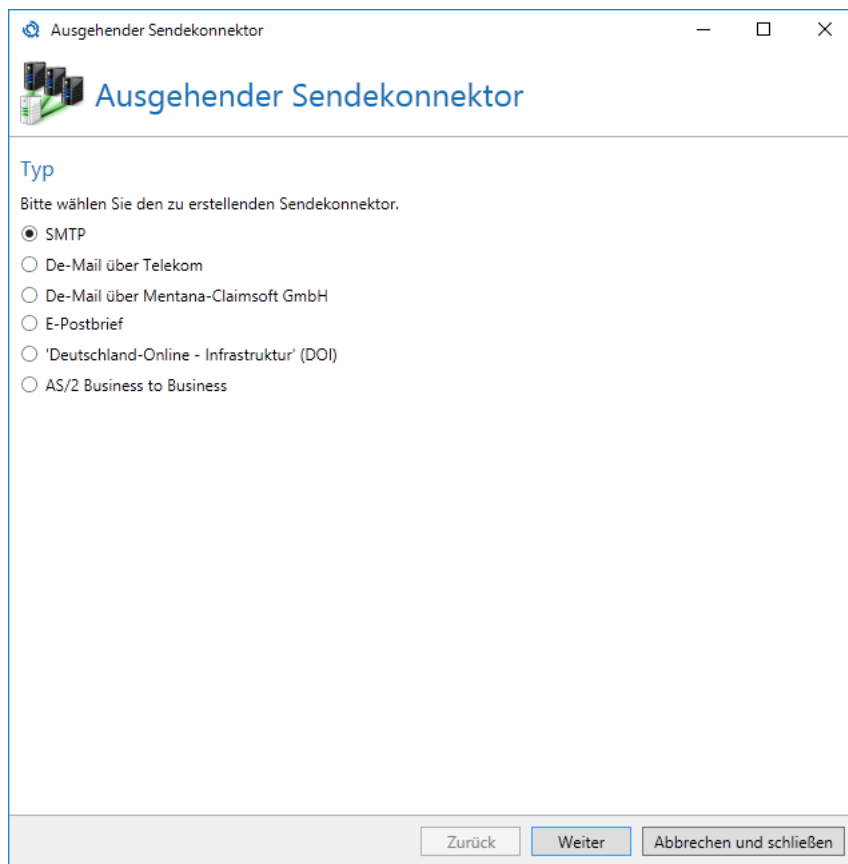 Ausgehender Sendekonnektor
Ausgehender Sendekonnektor
Typ
Bitte wählen Sie den zu erstellenden Sendekonnektor.
SMTP
De-Mail über Telekom
De-Mail über Mentana-Claimsoft GmbH
E-Postbrief
'Deutschland-Online - Infrastruktur' (DOI)
AS/2 Business to Business
Zurück Weiter Abbrechen und schließen